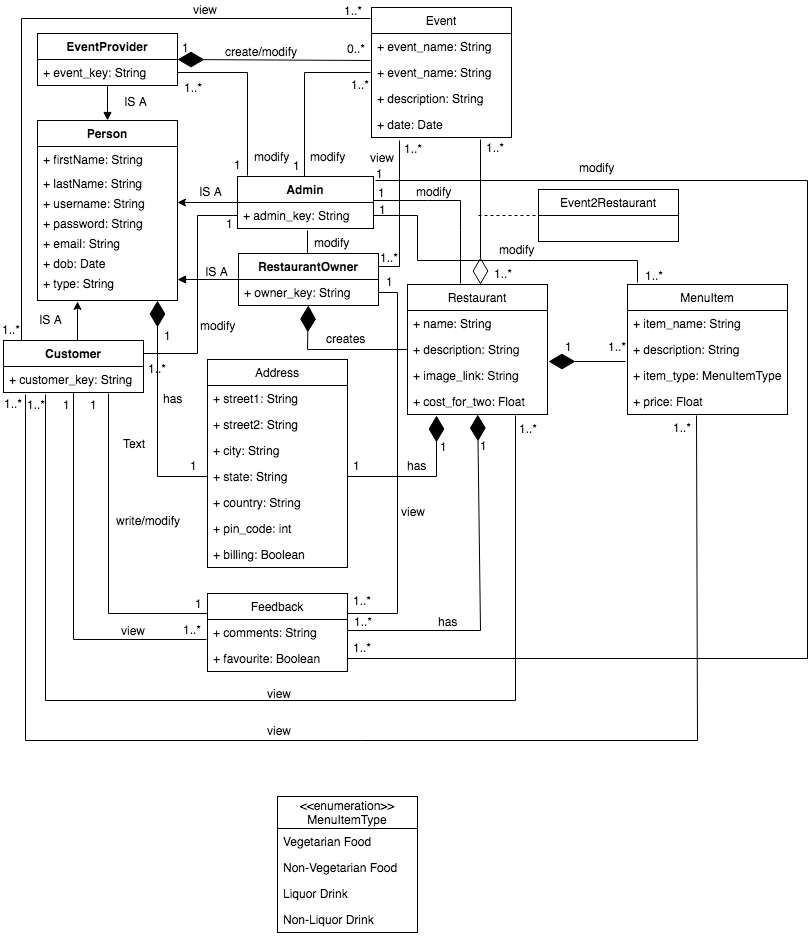 view
1..*
Event
+ event_name: String
+ event_name: String
+ description: String
+ date: Date
EventProvider
+ event_key: String
1
create/modify
0..*
1..*
1..*
IS A
Person
+ firstName: String
+ lastName: String
+ username: String
+ password: String
+ email: String
+ dob: Date
+ type: String
1
modify
1
modify
view
1..*
1..*
1
modify
IS A
Admin
+ admin_key: String
1
1
modify
1
Event2Restaurant
modify
modify
IS A
RestaurantOwner
+ owner_key: String
1..*
1
1..*
1..*
Restaurant
+ name: String
+ description: String
+ image_link: String
+ cost_for_two: Float
MenuItem
+ item_name: String
+ description: String
+ item_type: MenuItemType
+ price: Float
1
1..*
IS A
1..*
1
modify
creates
Customer
+ customer_key: String
1..*
1..*
1..*
1
1
has
Text
Address
+ street1: String
+ street2: String
+ city: String
+ state: String
+ country: String
+ pin_code: int
+ billing: Boolean
1
1
has
1
1
1..*
1..*
view
write/modify
Feedback
+ comments: String
+ favourite: Boolean
1
view
1..*
1..*
1..*
has
1..*
view
view
<<enumeration>>
MenuItemType
Vegetarian Food
Non-Vegetarian Food
Liquor Drink
Non-Liquor Drink